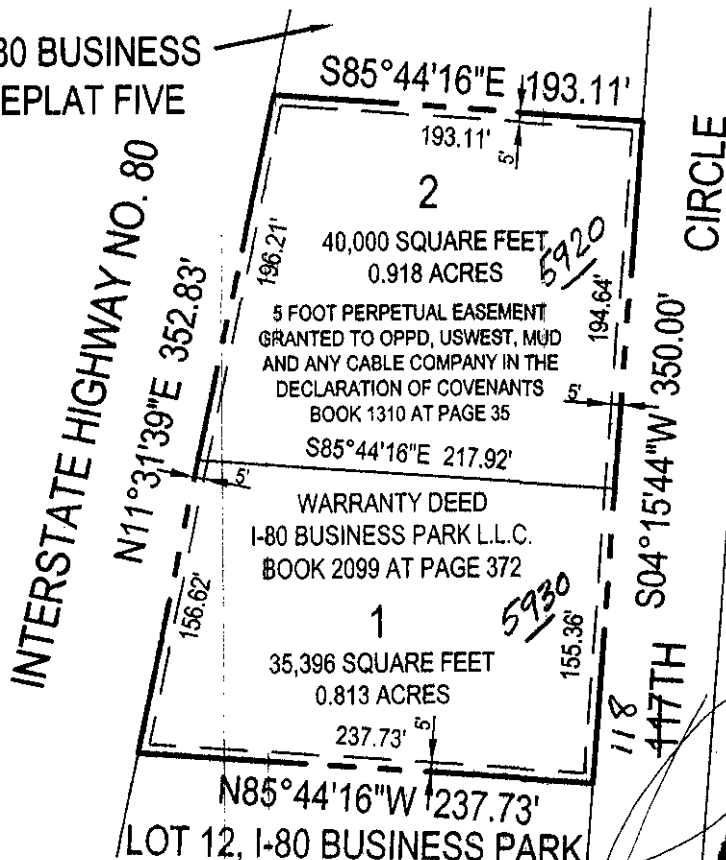 80 BUSINESS
EPLAT FIVE
S85°44'16"E 193.11'
193.11'
5'
CIRCLE
INTERSTATE HIGHWAY NO. 80
N11°31'39"E 352.83'
196.21'
2
40,000 SQUARE FEET
0.918 ACRES
5920
194.64'
5 FOOT PERPETUAL EASEMENT
GRANTED TO OPPD, USWEST, MUD
AND ANY CABLE COMPANY IN THE
DECLARATION OF COVENANTS
BOOK 1310 AT PAGE 35
5'
S04°15'44"W 350.00'
S85°44'16"E 217.92'
5'
WARRANTY DEED
I-80 BUSINESS PARK L.L.C.
BOOK 2099 AT PAGE 372
156.62'
1
5930
155.36'
35,396 SQUARE FEET
0.813 ACRES
237.73'
5'
118
117TH
N85°44'16"W 237.73'
LOT 12, I-80 BUSINESS PARK